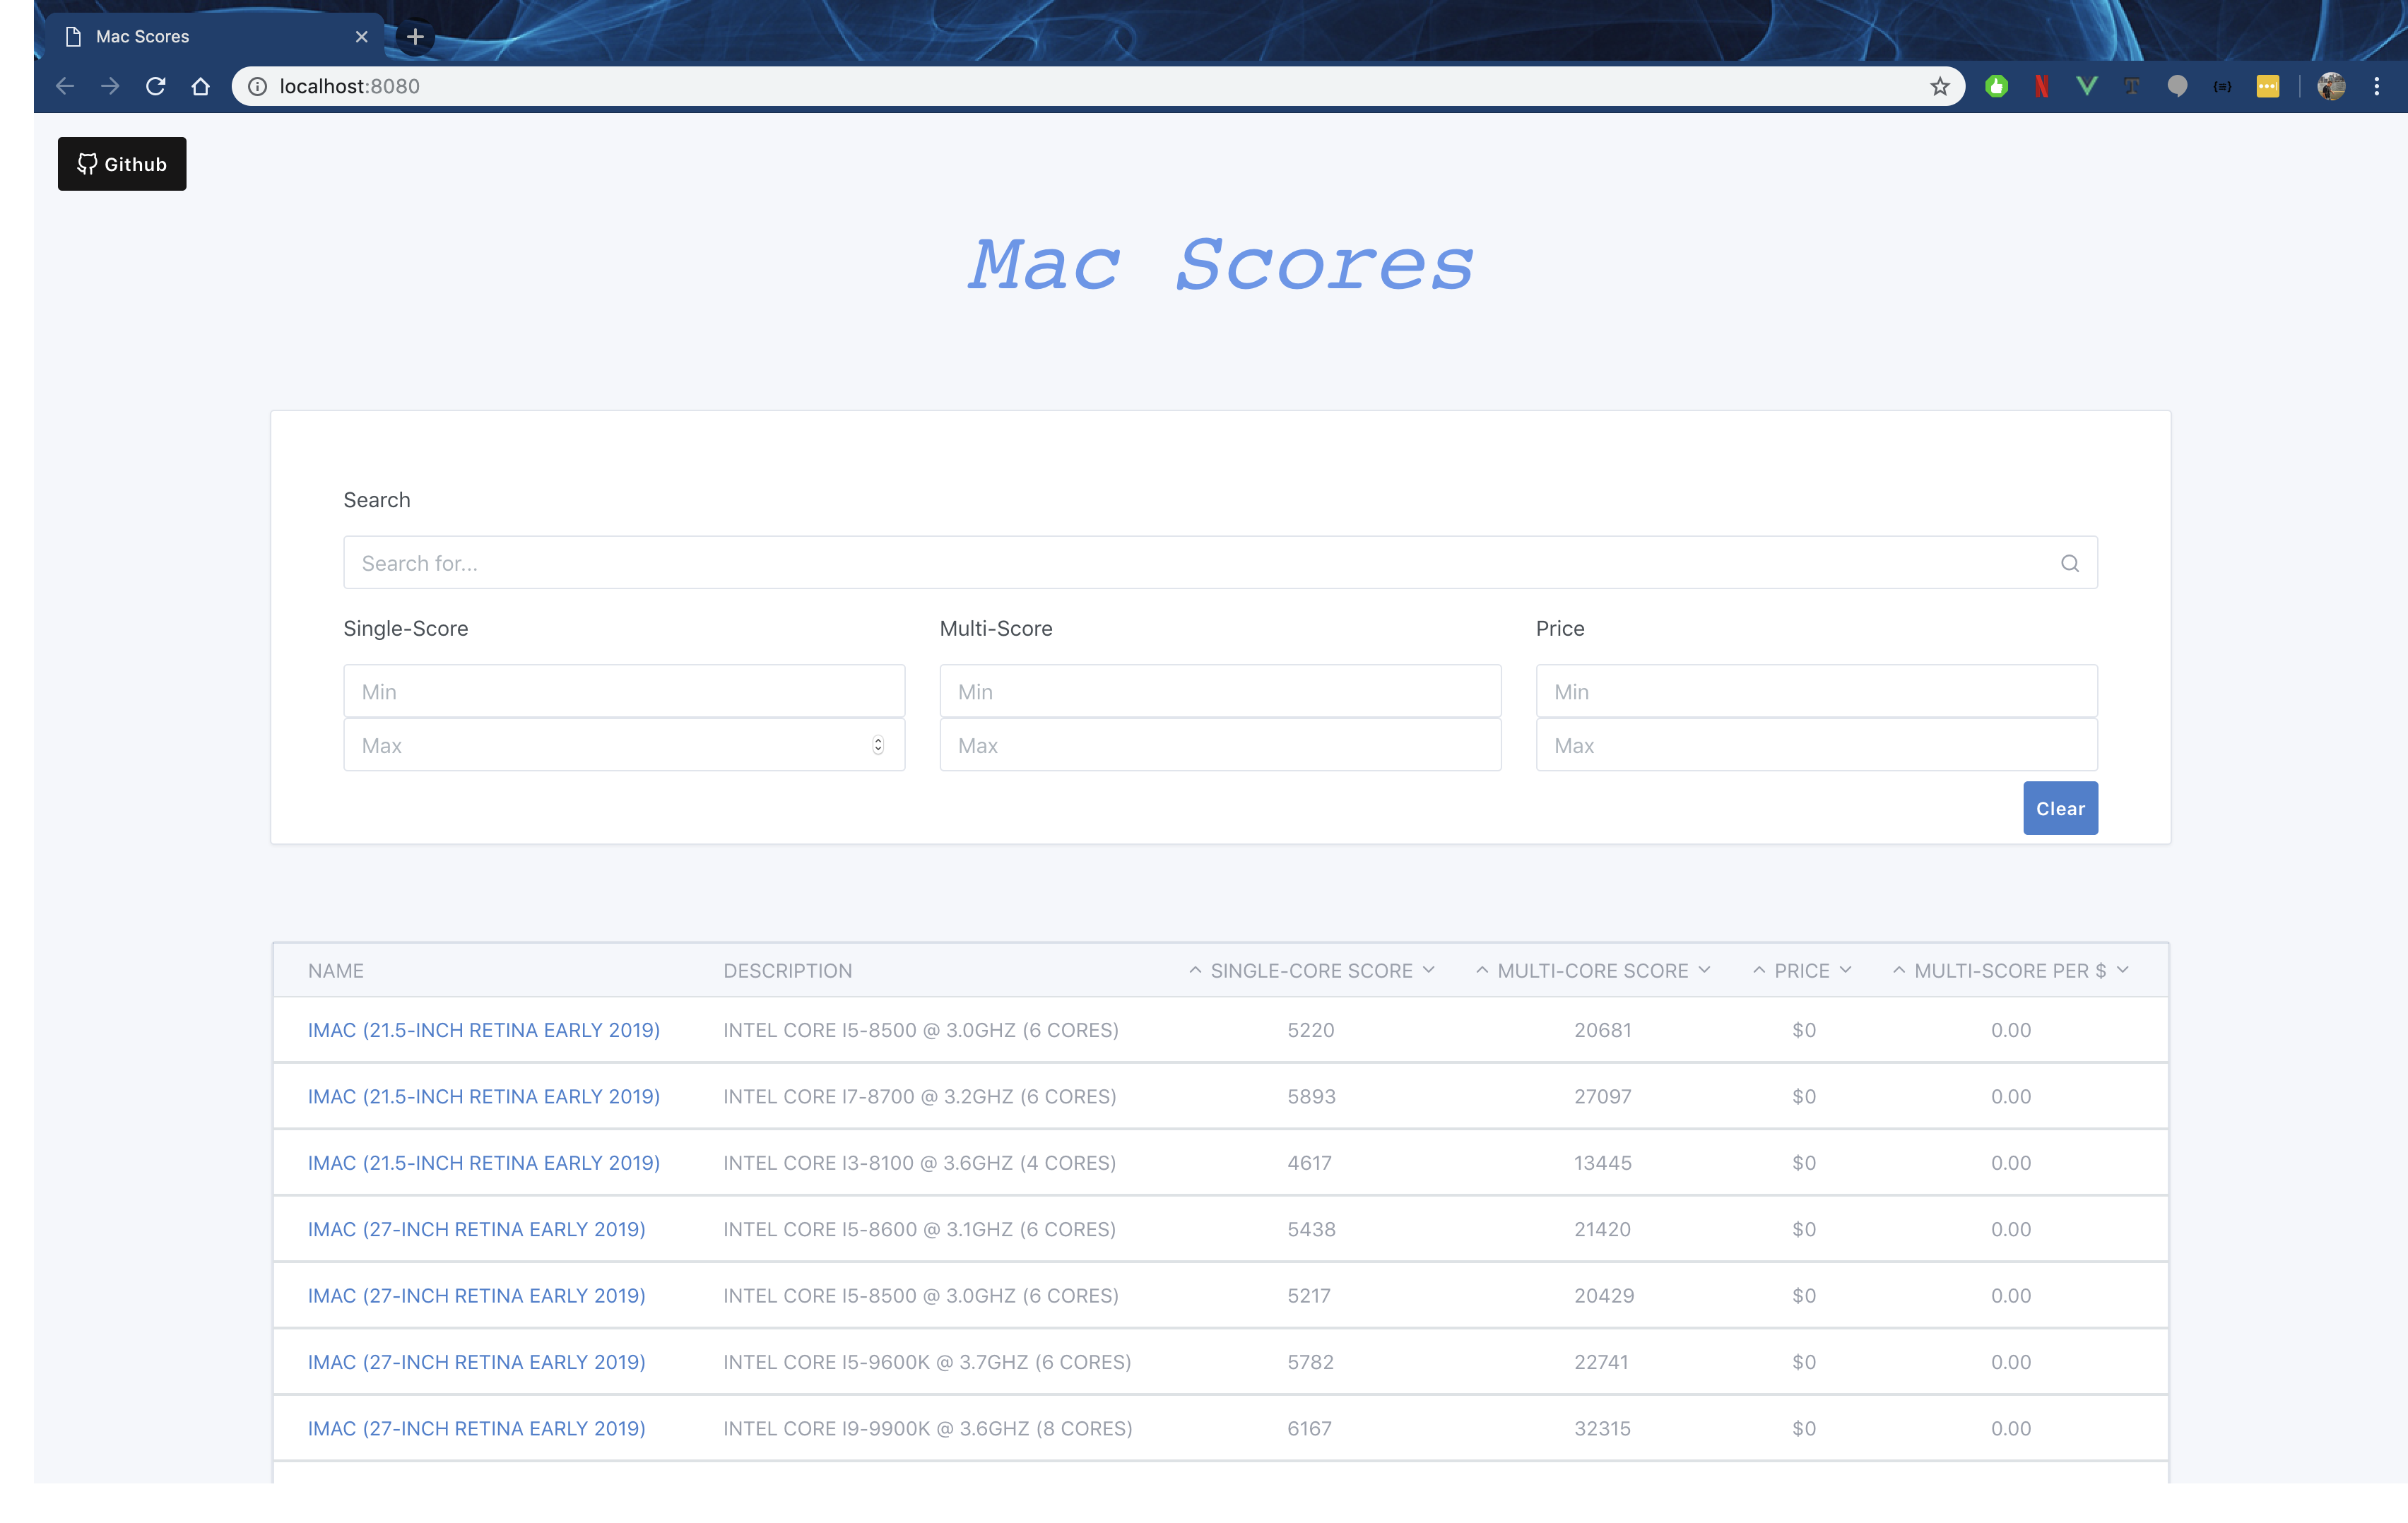 Mac Scores
localhost:8080
Github
Mac Scores
Search
Search for...
Single-Score Multi-Score Price
Min Min Min
Max Max Max
Clear
NAME DESCRIPTION SINGLE-CORE SCORE MULTI-CORE SCORE PRICE MULTI-SCORE PER $
IMAC (21.5-INCH RETINA EARLY 2019) INTEL CORE I5-8500 @ 3.0GHZ (6 CORES) 5220 20681 $0 0.00
IMAC (21.5-INCH RETINA EARLY 2019) INTEL CORE I7-8700 @ 3.2GHZ (6 CORES) 5893 27097 $0 0.00
IMAC (21.5-INCH RETINA EARLY 2019) INTEL CORE I3-8100 @ 3.6GHZ (4 CORES) 4617 13445 $0 0.00
IMAC (27-INCH RETINA EARLY 2019) INTEL CORE I5-8600 @ 3.1GHZ (6 CORES) 5438 21420 $0 0.00
IMAC (27-INCH RETINA EARLY 2019) INTEL CORE I5-8500 @ 3.0GHZ (6 CORES) 5217 20429 $0 0.00
IMAC (27-INCH RETINA EARLY 2019) INTEL CORE I5-9600K @ 3.7GHZ (6 CORES) 5782 22741 $0 0.00
IMAC (27-INCH RETINA EARLY 2019) INTEL CORE I9-9900K @ 3.6GHZ (8 CORES) 6167 32315 $0 0.00